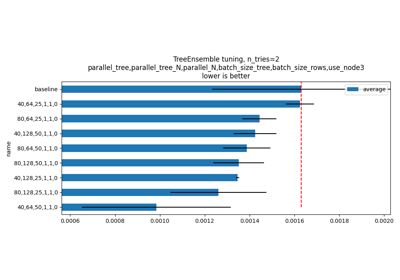 TreeEnsemble tuning, n_tries=2
parallel_tree,parallel_tree_N,parallel_N,batch_size_tree,batch_size_rows,use_node3
lower is better
baseline
average
40,64,25,1,1,0
80,64,25,1,1,0
40,128,50,1,1,0
name
80,64,50,1,1,0
80,128,50,1,1,0
40,128,25,1,1,0
80,128,25,1,1,0
40,64,50,1,1,0
0.0006 0.0008 0.0010 0.0012 0.0014 0.0016 0.0018 0.0020